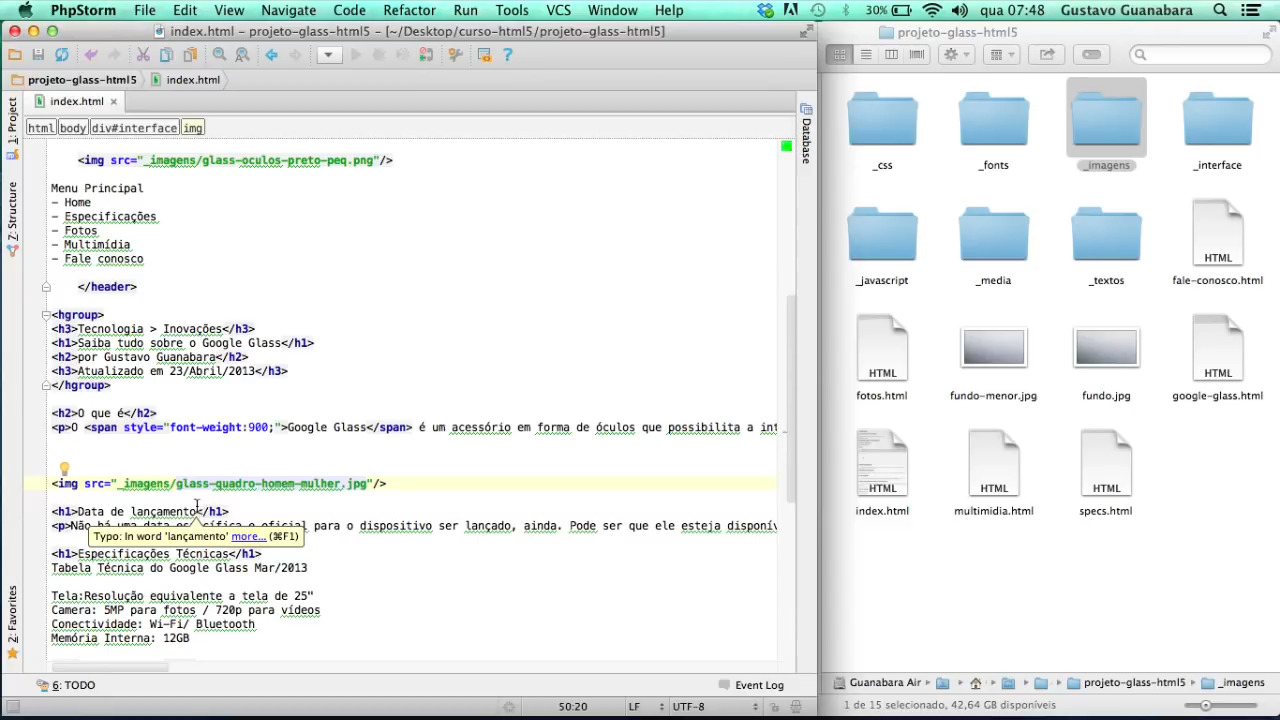 PhpStorm File Edit View Navigate Code Refactor Run Tools VCS Window Help 30% qua 07:48 Gustavo Guanabara
index.html - projeto-glass-html5 - [~/Desktop/curso-html5/projeto-glass-html5]
projeto-glass-html5 index.html
index.html
html body div#interface img
1: Project
7: Structure
2: Favorites
<img src="_imagens/glass-oculos-preto-peq.png"/>
Menu Principal
- Home
- Especificações
- Fotos
- Multimídia
- Fale conosco
</header>
<hgroup>
<h3>Tecnologia > Inovações</h3>
<h1>Saiba tudo sobre o Google Glass</h1>
<h2>por Gustavo Guanabara</h2>
<h3>Atualizado em 23/Abril/2013</h3>
</hgroup>
<h2>O que é</h2>
<p>O <span style="font-weight:900;">Google Glass</span> é um acessório em forma de óculos que possibilita a int
<img src="_imagens/glass-quadro-homem-mulher.jpg"/>
<h1>Data de lançamento</h1>
<p>Não há uma data específica e oficial para o dispositivo ser lançado, ainda. Pode ser que ele esteja disponív
Typo: In word 'lançamento' more... (⌘F1)
<h1>Especificações Técnicas</h1>
Tabela Técnica do Google Glass Mar/2013
Tela:Resolução equivalente a tela de 25"
Camera: 5MP para fotos / 720p para vídeos
Conectividade: Wi-Fi/ Bluetooth
Memória Interna: 12GB
Database
6: TODO Event Log
50:20 LF UTF-8
projeto-glass-html5
_css _fonts _imagens _interface
_javascript _media _textos HTML fale-conosco.html
HTML fotos.html fundo-menor.jpg fundo.jpg HTML google-glass.html
HTML index.html HTML multimidia.html HTML specs.html
Guanabara Air projeto-glass-html5 _imagens
1 de 15 selecionado, 42,64 GB disponíveis